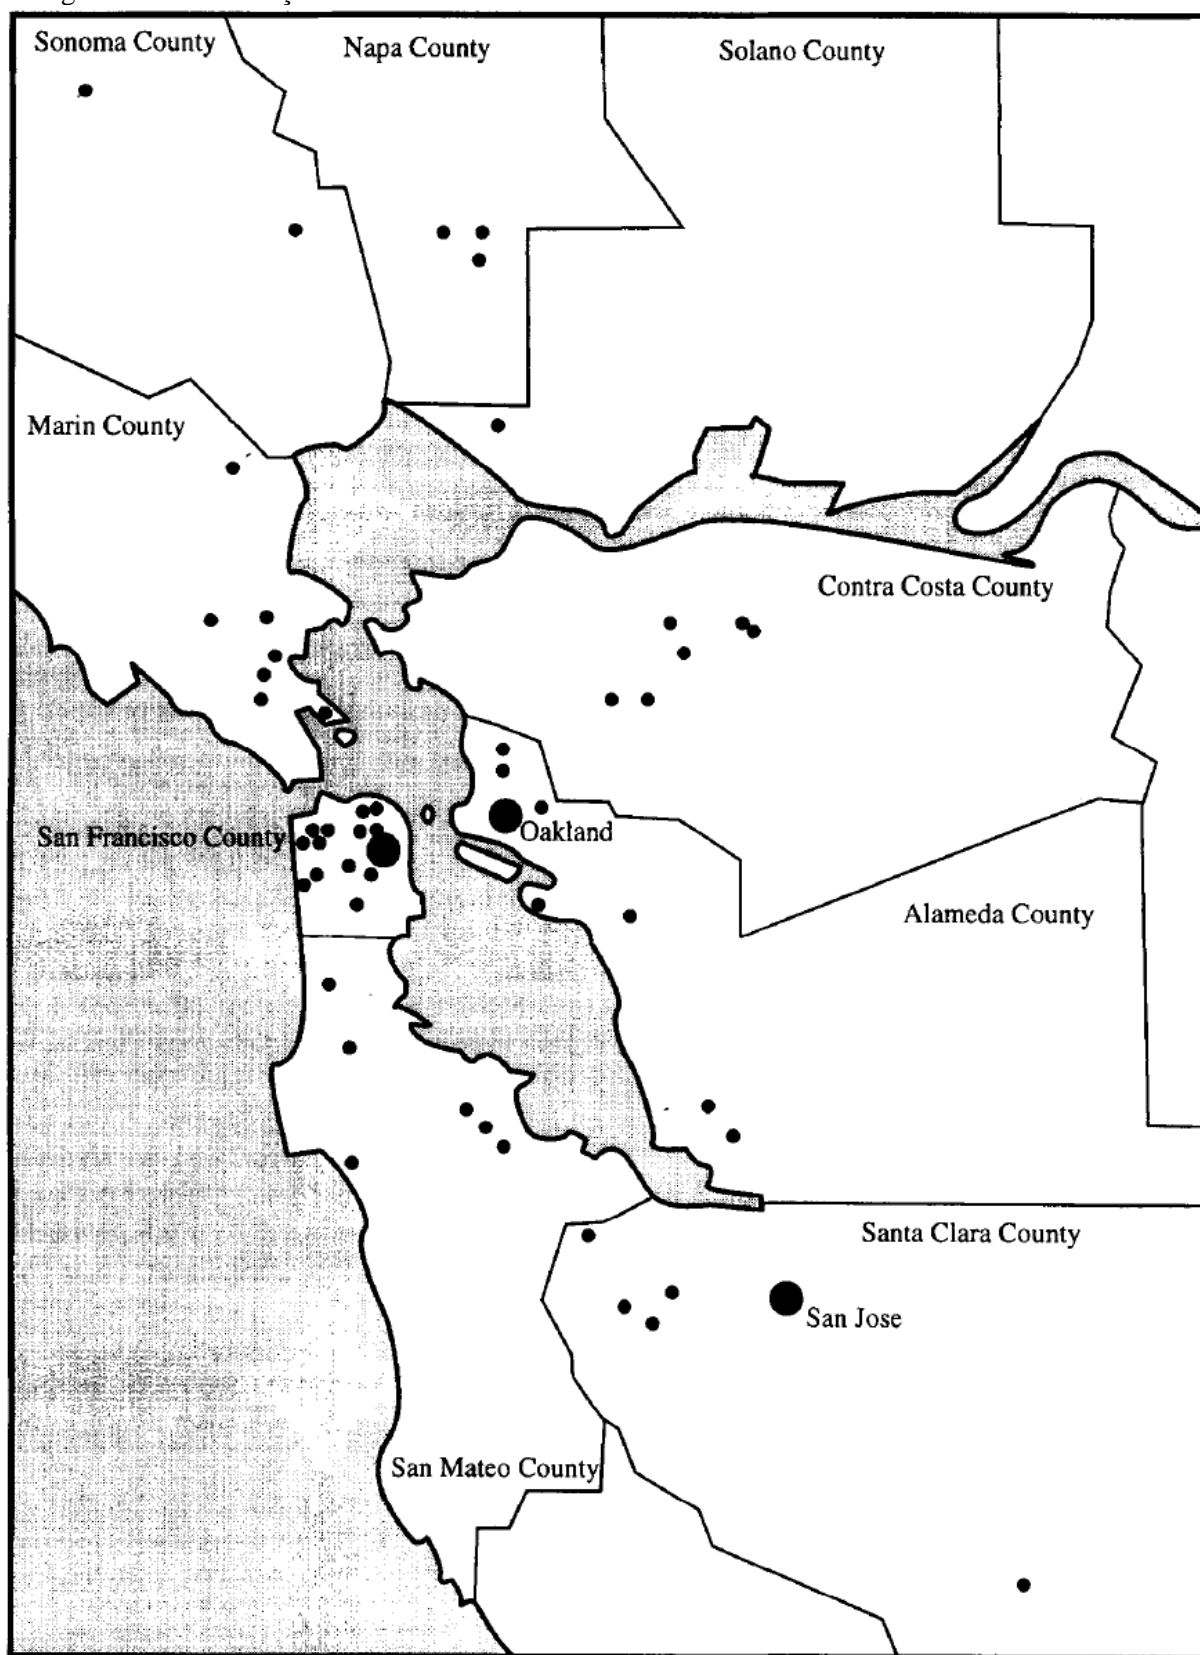 Sonoma County
Napa County
Solano County
Marin County
Contra Costa County
San Francisco County
Oakland
Alameda County
Santa Clara County
San Jose
San Mateo County